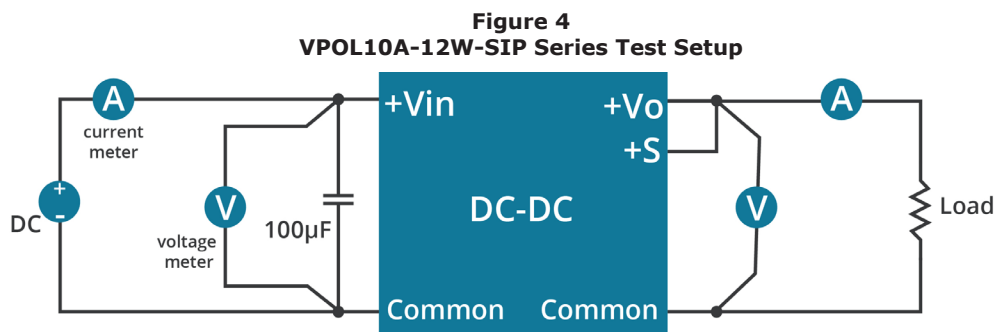 Figure 4
VPOL10A-12W-SIP Series Test Setup
A
current
meter
+Vin
+Vo
A
+S
+
-
DC
V
voltage
meter
100µF
DC-DC
V
Load
Common
Common